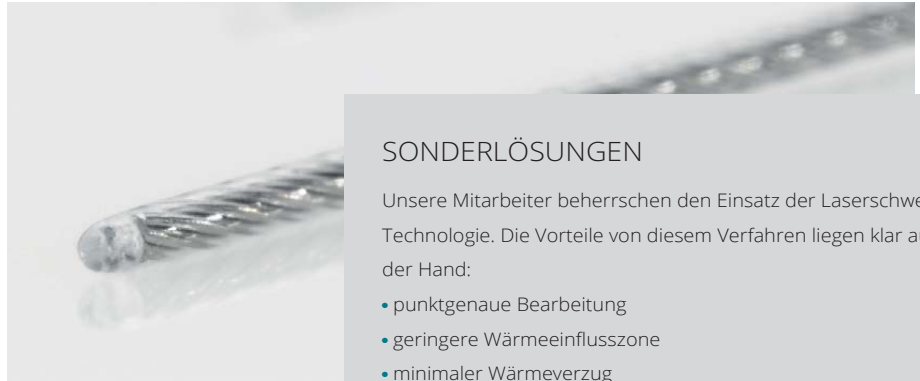 SONDERLÖSUNGEN
Unsere Mitarbeiter beherrschen den Einsatz der
Technologie. Die Vorteile von diesem Verfahren liegen klar
der Hand:
• punktgenaue Bearbeitung
• geringere Wärmeeinflusszone
• minimaler Wärmeverzug